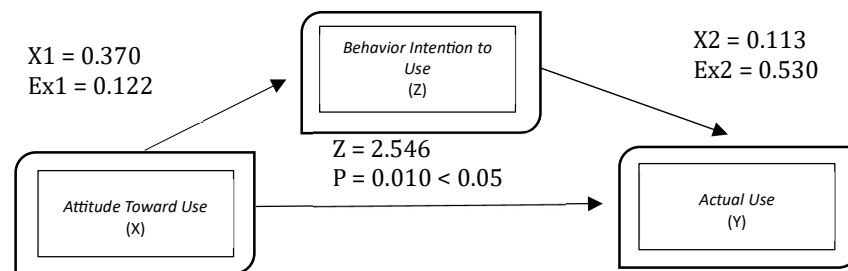 X1 = 0.370
Ex1 = 0.122
Behavior Intention to
Use
(Z)
X2 = 0.113
Ex2 = 0.530
Z = 2.546
P = 0.010 < 0.05
Attitude Toward Use
(X)
Actual Use
(Y)